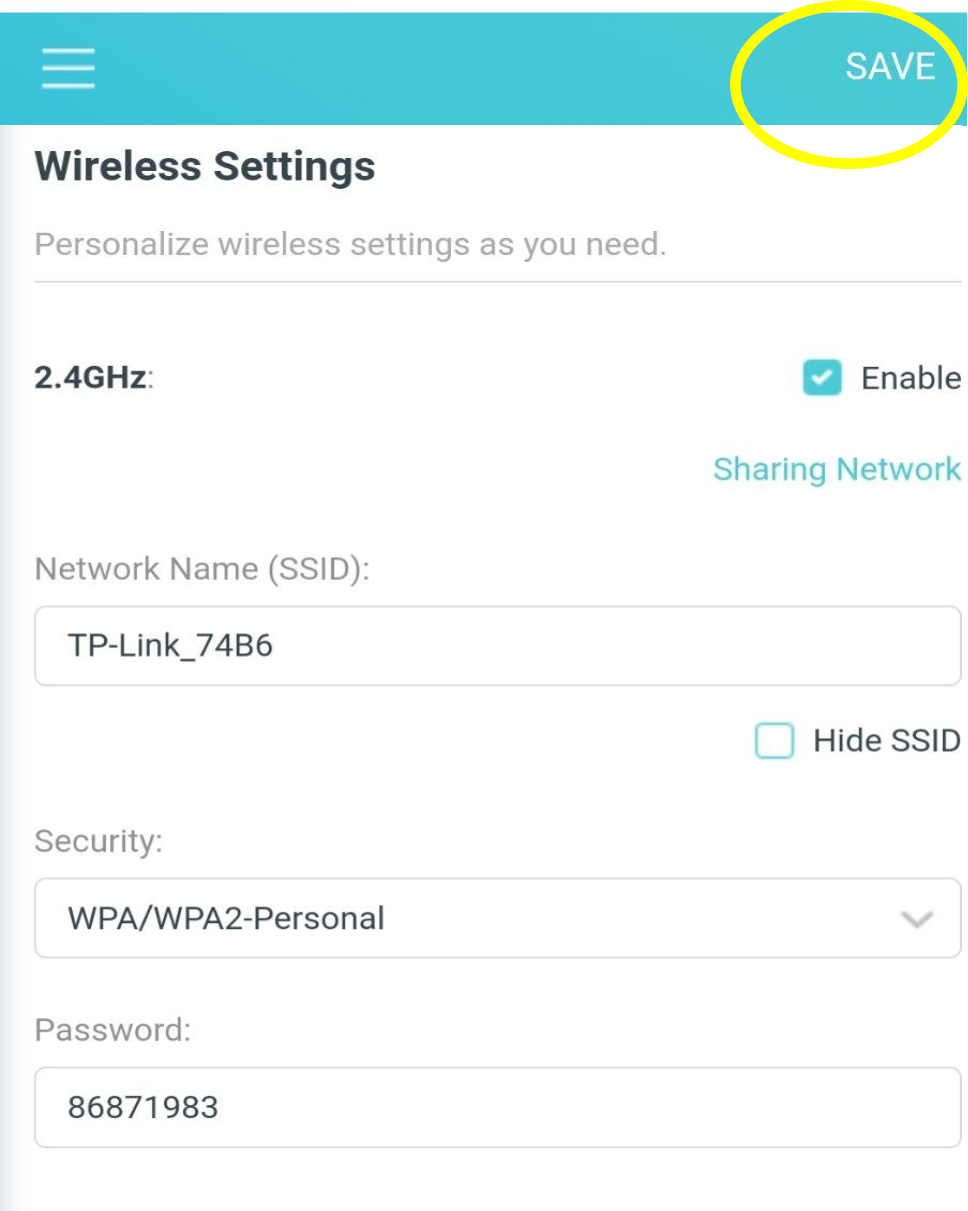 SAVE
Wireless Settings
Personalize wireless settings as you need.
2.4GHz: Enable
Sharing Network
Network Name (SSID):
TP-Link_74B6
Hide SSID
Security:
WPA/WPA2-Personal
Password:
86871983